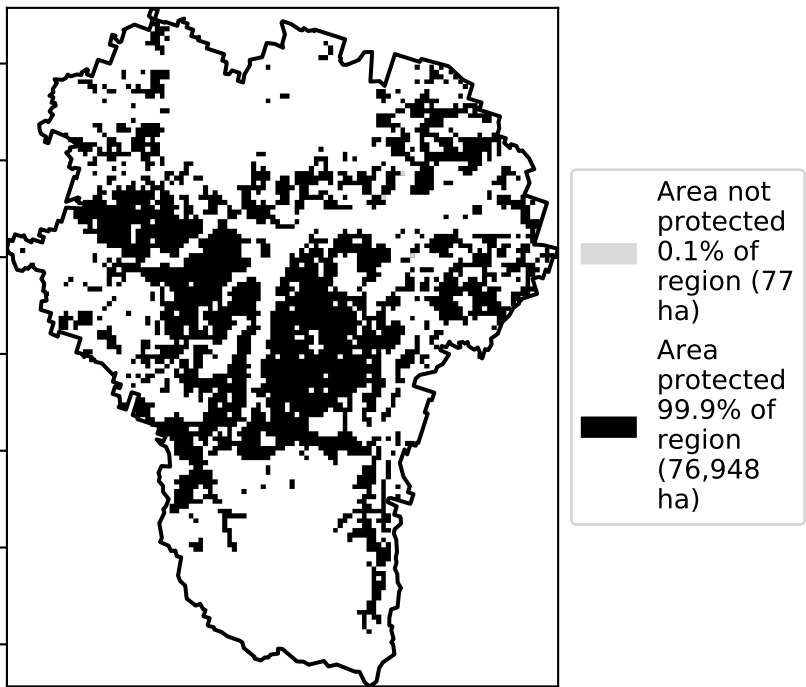 Area not
protected
0.1% of
region (77
ha)
Area
protected
99.9% of
region
(76,948
ha)